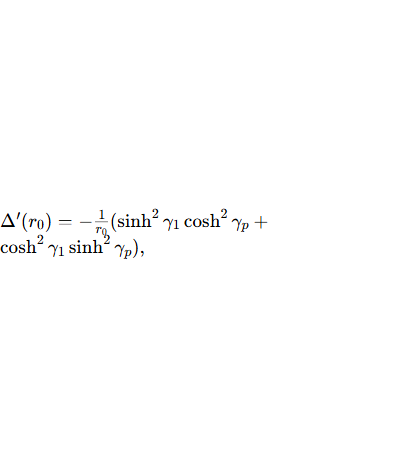 Δ′(r₀) = −1/r₀ (sinh² γ₁ cosh² γₚ +
cosh² γ₁ sinh² γₚ),